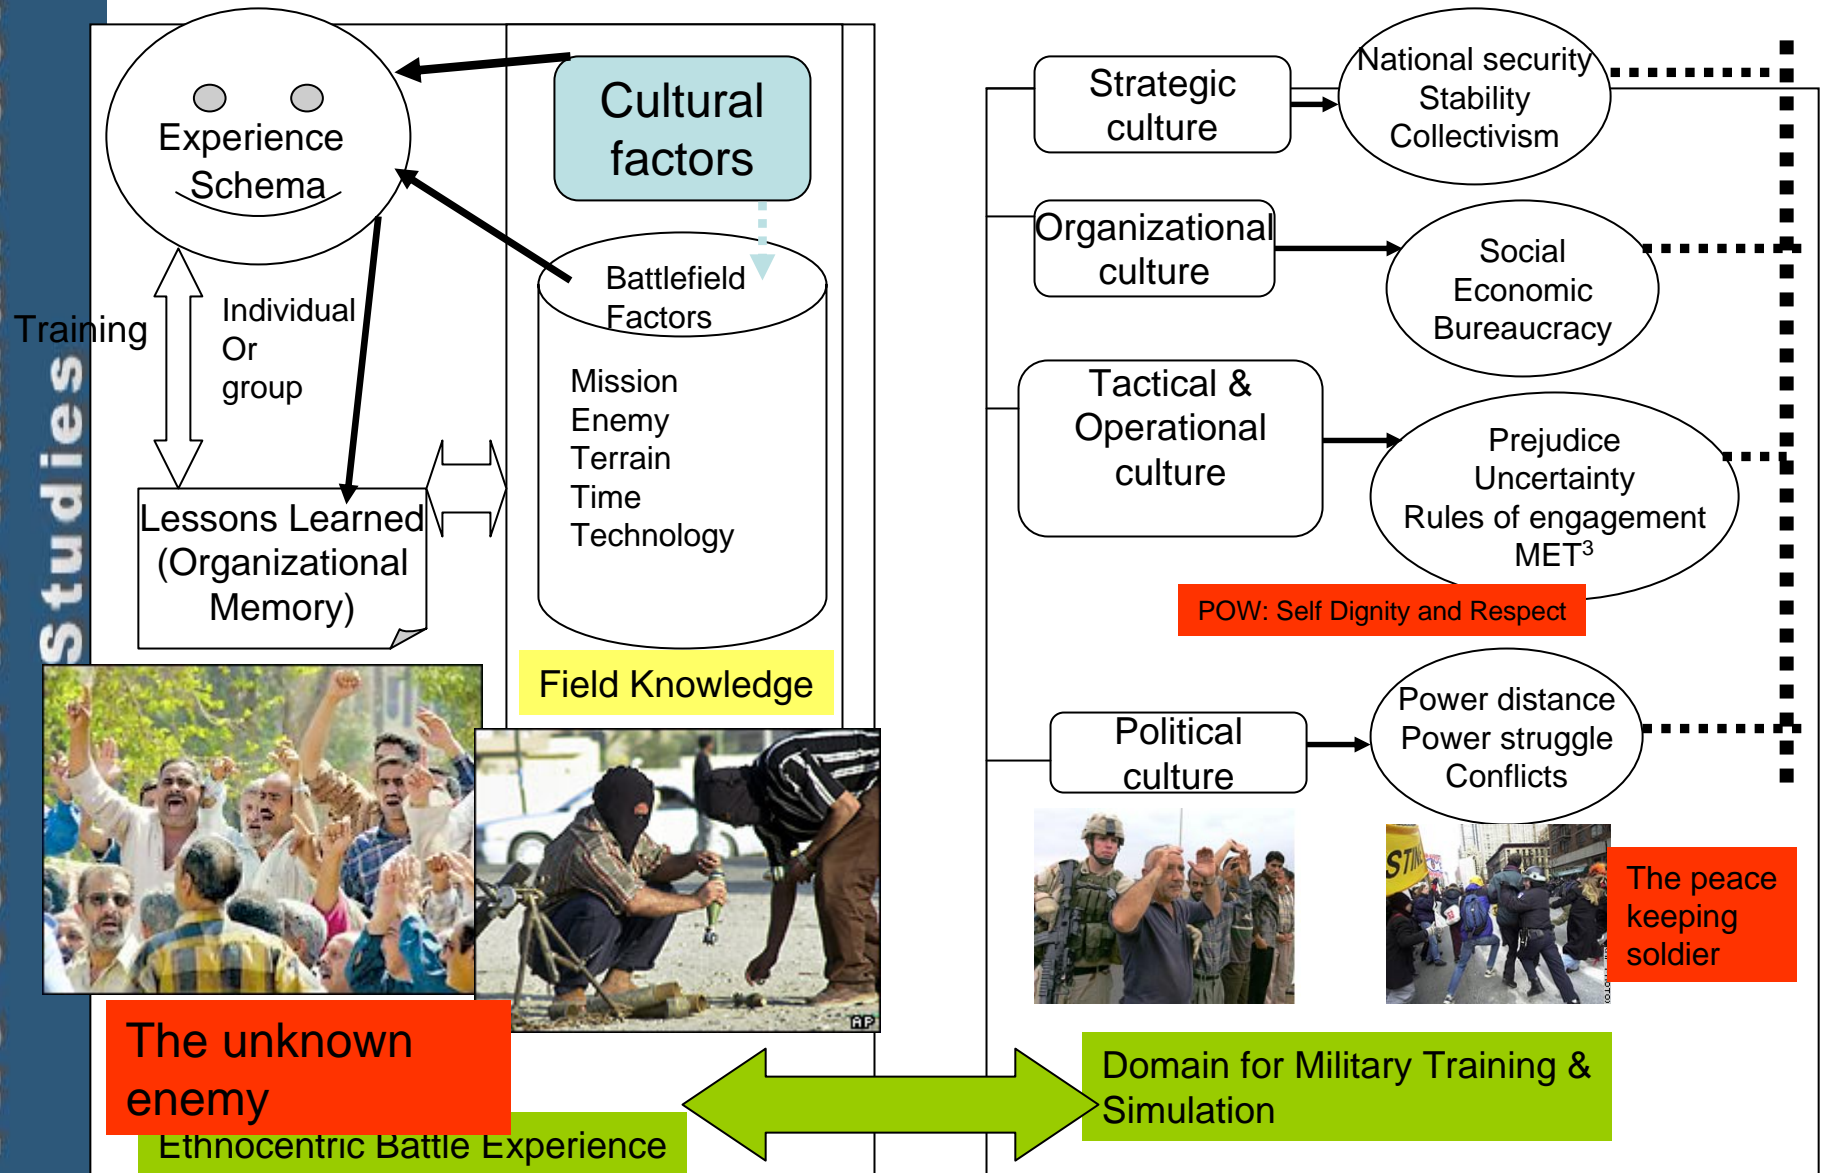 Studies
Experience
Schema
Cultural
factors
Training
Individual
Or
group
Battlefield
Factors
Mission
Enemy
Terrain
Time
Technology
Lessons Learned
(Organizational
Memory)
Field Knowledge
AP
The unknown
enemy
Ethnocentric Battle Experience
Strategic
culture
National security
Stability
Collectivism
Organizational
culture
Social
Economic
Bureaucracy
Tactical &
Operational
culture
Prejudice
Uncertainty
Rules of engagement
MET³
POW: Self Dignity and Respect
Political
culture
Power distance
Power struggle
Conflicts
The peace
keeping
soldier
Domain for Military Training &
Simulation